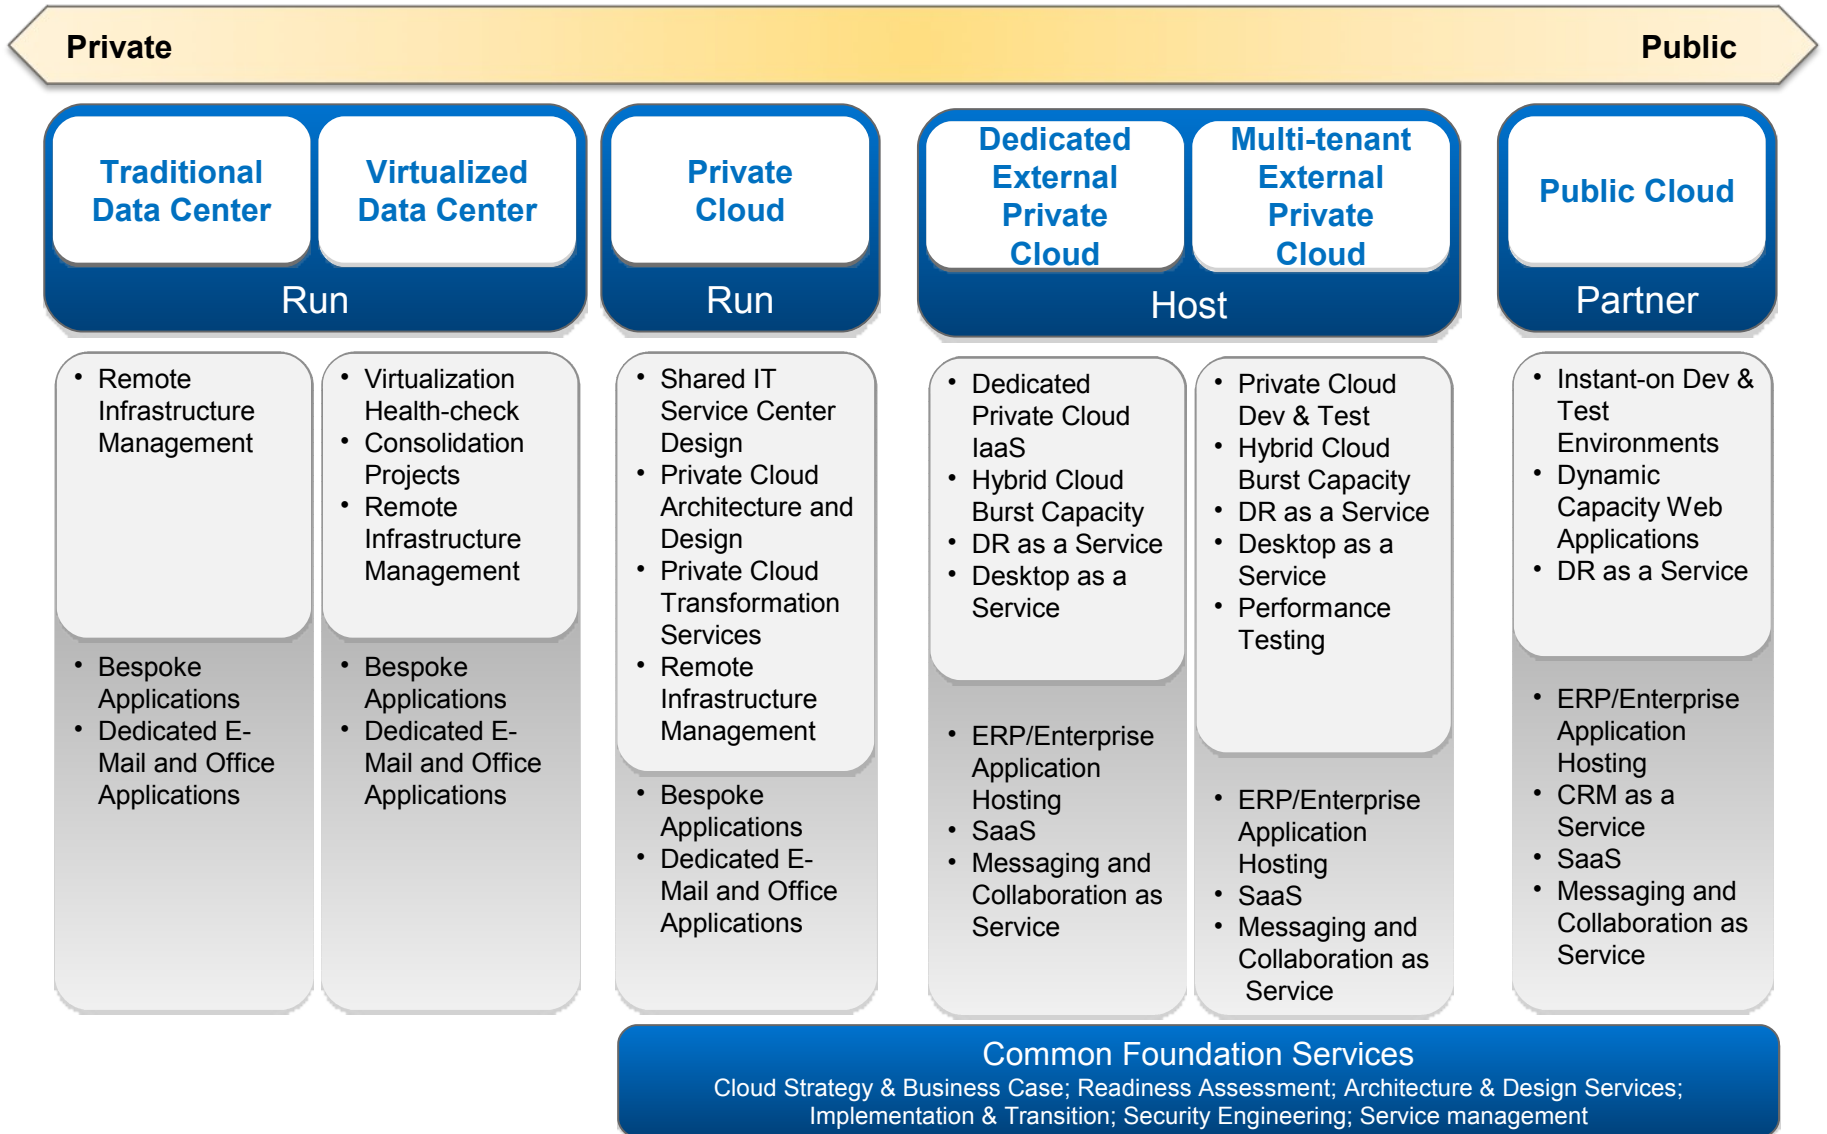 Private
Public
Traditional
Data Center
Virtualized
Data Center
Run
Private
Cloud
Run
Dedicated
External
Private
Cloud
Multi-tenant
External
Private
Cloud
Host
Public Cloud
Partner
• Remote
Infrastructure
Management
• Bespoke
Applications
• Dedicated E-
Mail and Office
Applications
• Virtualization
Health-check
• Consolidation
Projects
• Remote
Infrastructure
Management
• Bespoke
Applications
• Dedicated E-
Mail and Office
Applications
• Shared IT
Service Center
Design
• Private Cloud
Architecture and
Design
• Private Cloud
Transformation
Services
• Remote
Infrastructure
Management
• Bespoke
Applications
• Dedicated E-
Mail and Office
Applications
• Dedicated
Private Cloud
IaaS
• Hybrid Cloud
Burst Capacity
• DR as a Service
• Desktop as a
Service
• ERP/Enterprise
Application
Hosting
• SaaS
• Messaging and
Collaboration as
Service
• Private Cloud
Dev & Test
• Hybrid Cloud
Burst Capacity
• DR as a Service
• Desktop as a
Service
• Performance
Testing
• ERP/Enterprise
Application
Hosting
• SaaS
• Messaging and
Collaboration as
Service
• Instant-on Dev &
Test
Environments
• Dynamic
Capacity Web
Applications
• DR as a Service
• ERP/Enterprise
Application
Hosting
• CRM as a
Service
• SaaS
• Messaging and
Collaboration as
Service
Common Foundation Services
Cloud Strategy & Business Case; Readiness Assessment; Architecture & Design Services;
Implementation & Transition; Security Engineering; Service management